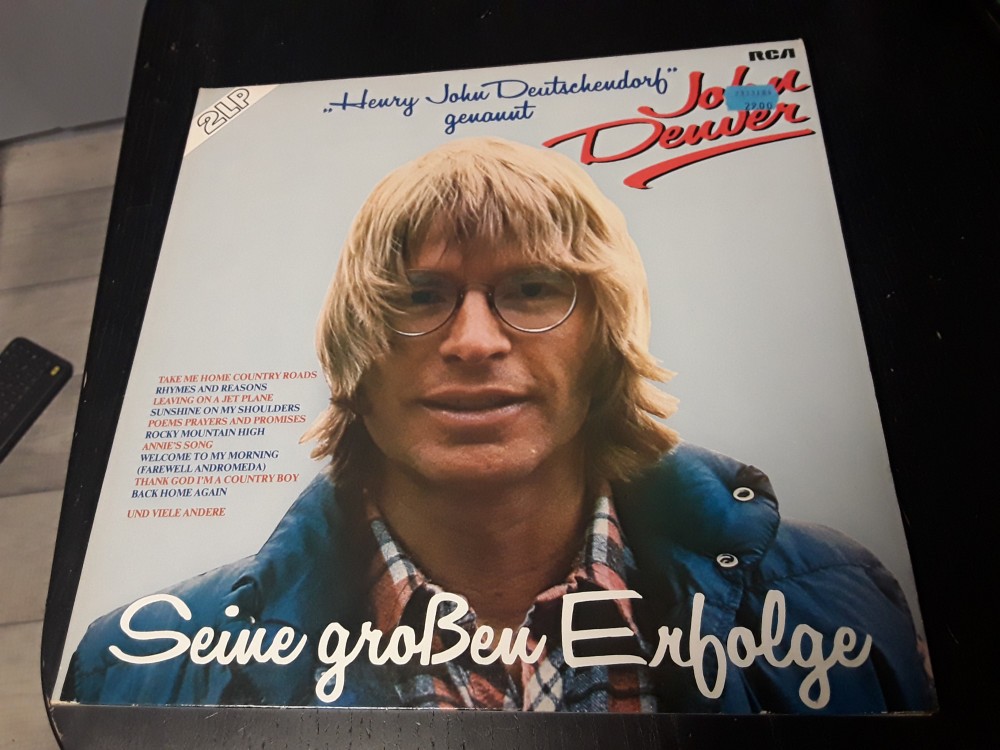 2LP
„Henry John Deutschendorf"
genannt
RCA
John
Denver
22.00
TAKE ME HOME COUNTRY ROADS
RHYMES AND REASONS
LEAVING ON A JET PLANE
SUNSHINE ON MY SHOULDERS
POEMS PRAYERS AND PROMISES
ROCKY MOUNTAIN HIGH
ANNIE'S SONG
WELCOME TO MY MORNING
(FAREWELL ANDROMEDA)
THANK GOD I'M A COUNTRY BOY
BACK HOME AGAIN
UND VIELE ANDERE
Seine großen Erfolge